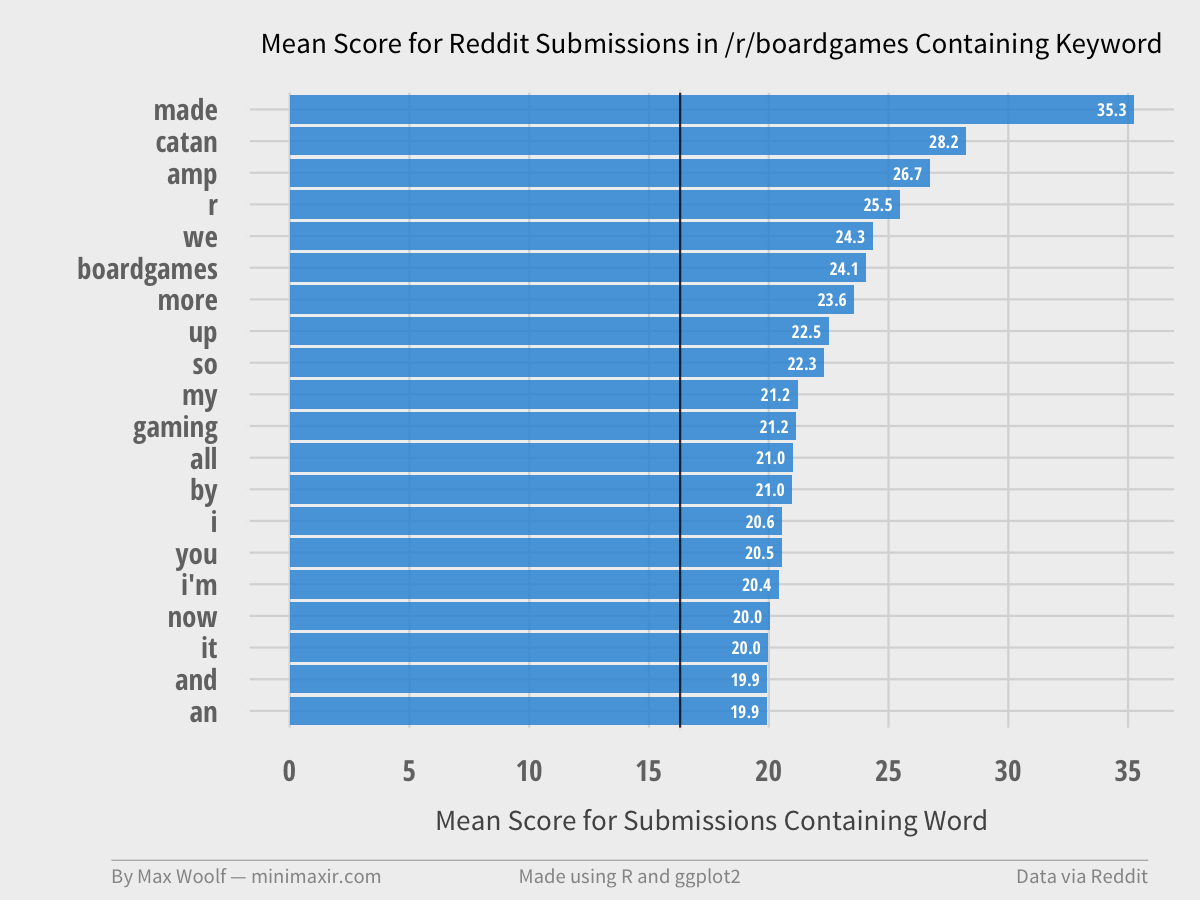 Mean Score for Reddit Submissions in /r/boardgames Containing Keyword
made 35.3
catan 28.2
amp 26.7
r 25.5
we 24.3
boardgames 24.1
more 23.6
up 22.5
so 22.3
my 21.2
gaming 21.2
all 21.0
by 21.0
i 20.6
you 20.5
i'm 20.4
now 20.0
it 20.0
and 19.9
an 19.9
0 5 10 15 20 25 30 35
Mean Score for Submissions Containing Word
By Max Woolf — minimaxir.com Made using R and ggplot2 Data via Reddit